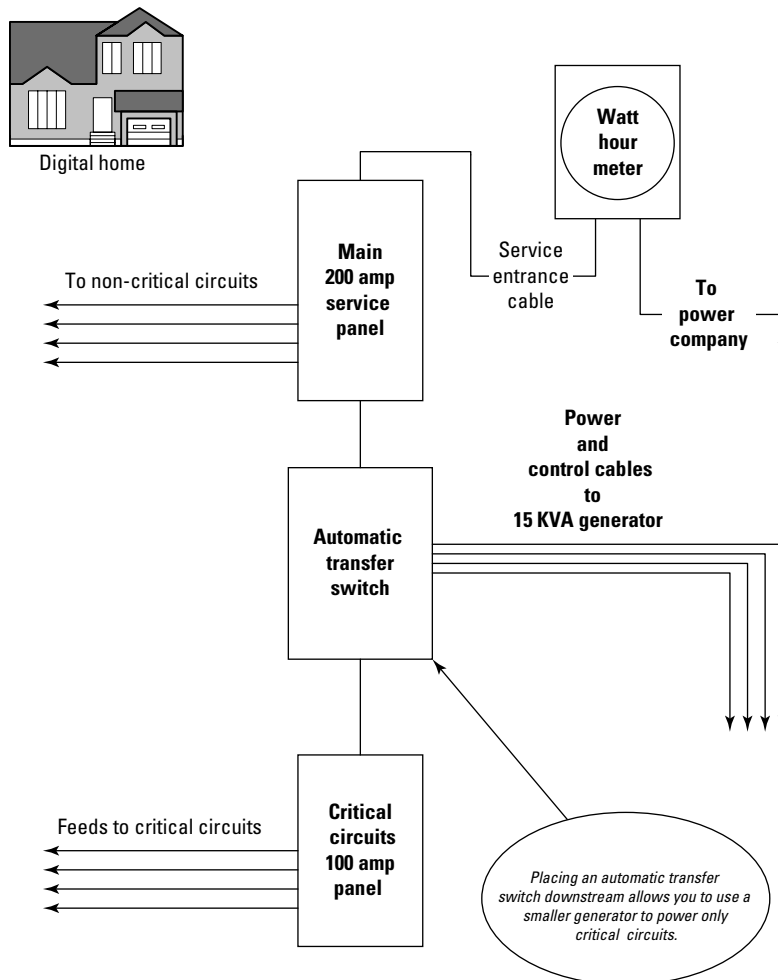 Digital home
Watt
hour
meter
Main
200 amp
service
panel
Service
entrance
cable
To non-critical circuits
To
power
company
Power
and
control cables
to
15 KVA generator
Automatic
transfer
switch
Critical
circuits
100 amp
panel
Feeds to critical circuits
Placing an automatic transfer
switch downstream allows you to use a
smaller generator to power only
critical circuits.